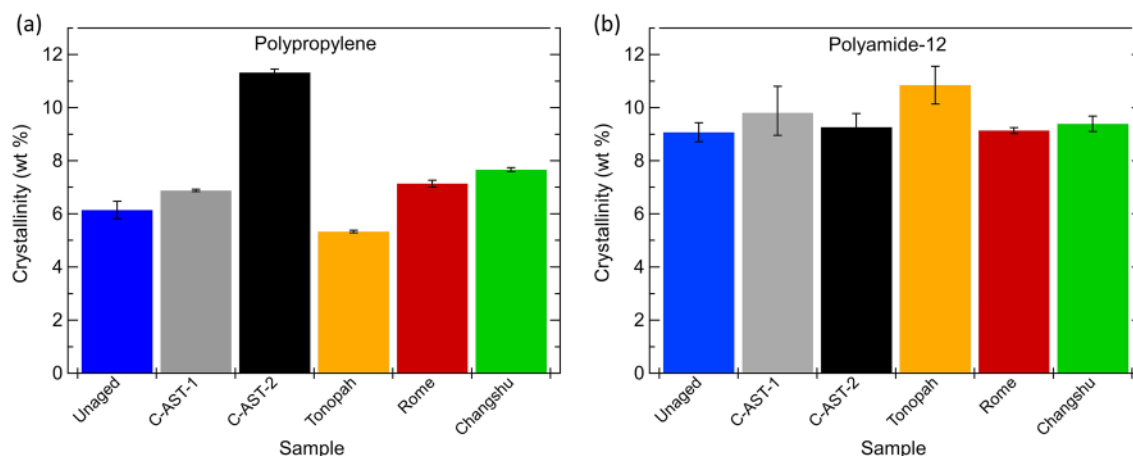 (a)
Polypropylene
Crystallinity (wt %)
12
10
8
6
4
2
0
Unaged
C-AST-1
C-AST-2
Tonopah
Rome
Changshu
Sample
(b)
Polyamide-12
Crystallinity (wt %)
12
10
8
6
4
2
0
Unaged
C-AST-1
C-AST-2
Tonopah
Rome
Changshu
Sample